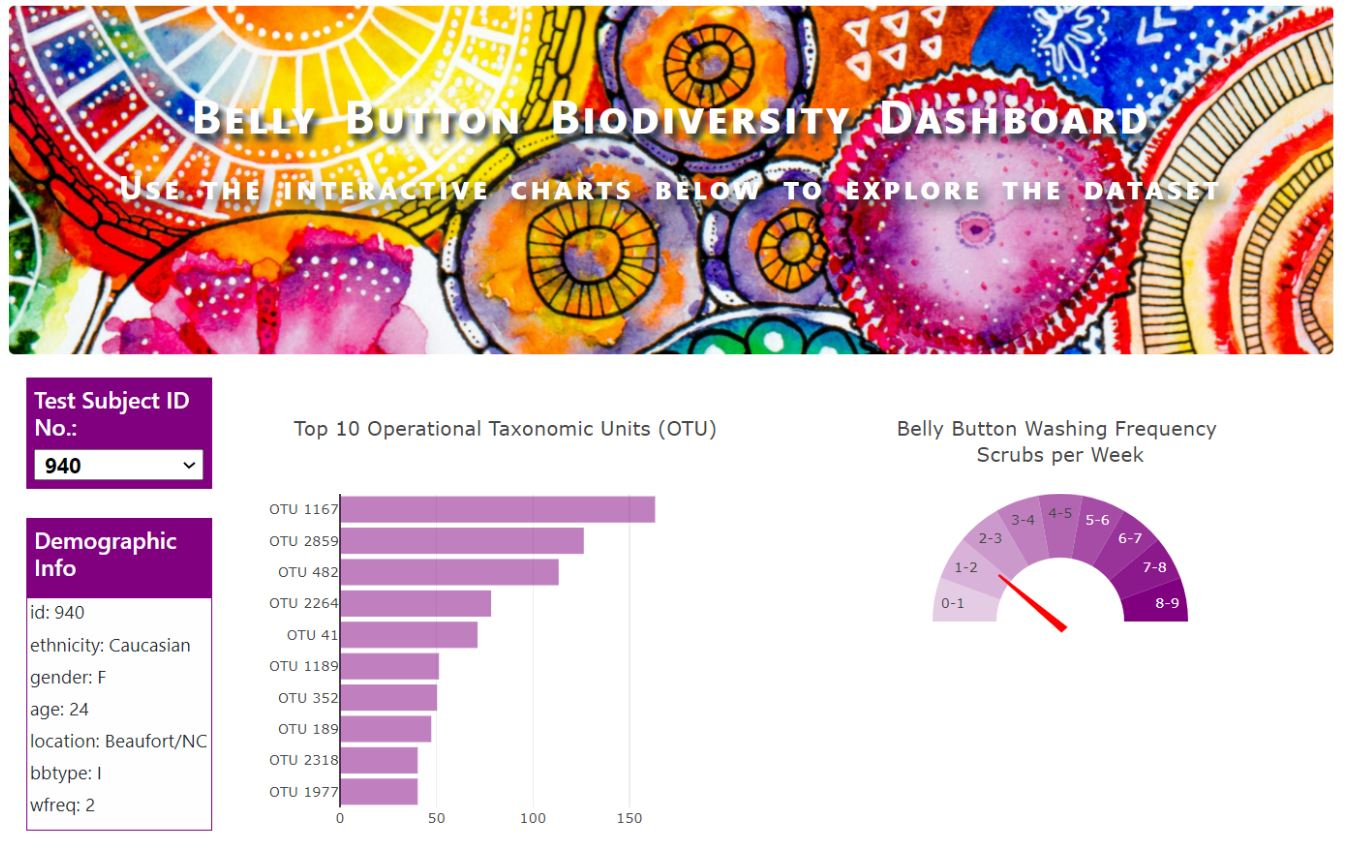 Belly Button Biodiversity Dashboard
Use the interactive charts below to explore the dataset
Test Subject ID
No.:
940
Demographic
Info
id: 940
ethnicity: Caucasian
gender: F
age: 24
location: Beaufort/NC
bbtype: I
wfreq: 2
Top 10 Operational Taxonomic Units (OTU)
OTU 1167
OTU 2859
OTU 482
OTU 2264
OTU 41
OTU 1189
OTU 352
OTU 189
OTU 2318
OTU 1977
0 50 100 150
Belly Button Washing Frequency
Scrubs per Week
0-1
1-2
2-3
3-4
4-5
5-6
6-7
7-8
8-9